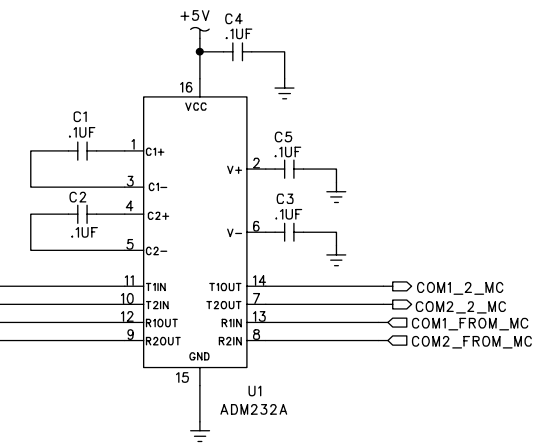 +5V
C4
.1UF
16
VCC
C1
.1UF
1
C1+
3
C1-
C2
.1UF
4
C2+
5
C2-
C5
.1UF
V+
2
C3
.1UF
V-
6
11
T1IN
T1OUT
14
COM1_2_MC
10
T2IN
T2OUT
7
COM2_2_MC
12
R1OUT
R1IN
13
COM1_FROM_MC
9
R2OUT
R2IN
8
COM2_FROM_MC
GND
15
U1
ADM232A